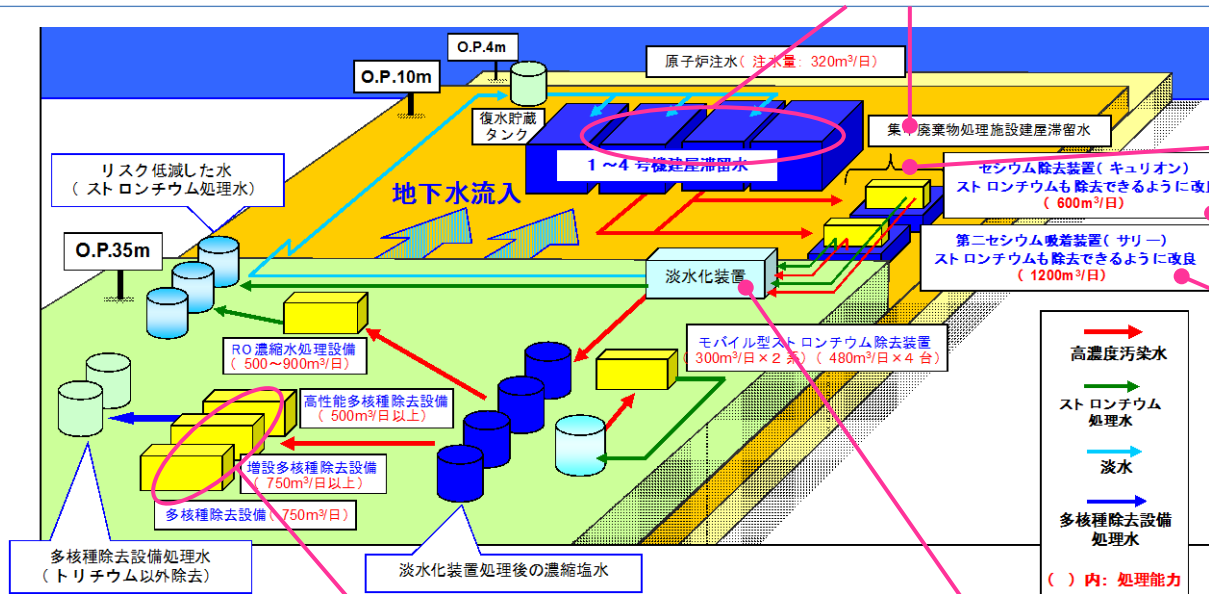 O.P.4m
原子炉注水( 注水量: 320m³/日)
O.P.10m
復水貯蔵
タンク
集 廃棄物処理施設建屋滞留水
1 ～4 号機建屋滞留水
リスク低減した水
( ストロンチウム処理水)
地下水流入
セシウム除去装置( キュリオン)
ストロンチウムも除去できるように改良
( 600m³/日)
O.P.35m
第二セシウム吸着装置( サリー)
ストロンチウムも除去できるように改良
( 1200m³/日)
淡水化装置
RO 濃縮水処理設備
( 500～900m³/日)
モバイル型ストロンチウム除去装置
( 300m³/日×2 系) ( 480m³/日×4 台)
高濃度汚染水
高性能多核種除去設備
( 500m³/日以上)
ストロンチウム
処理水
増設多核種除去設備
( 750m³/日以上)
淡水
多核種除去設備( 750m³/日)
多核種除去設備
処理水
多核種除去設備処理水
( トリチウム以外除去)
淡水化装置処理後の濃縮塩水
( ) 内: 処理能力